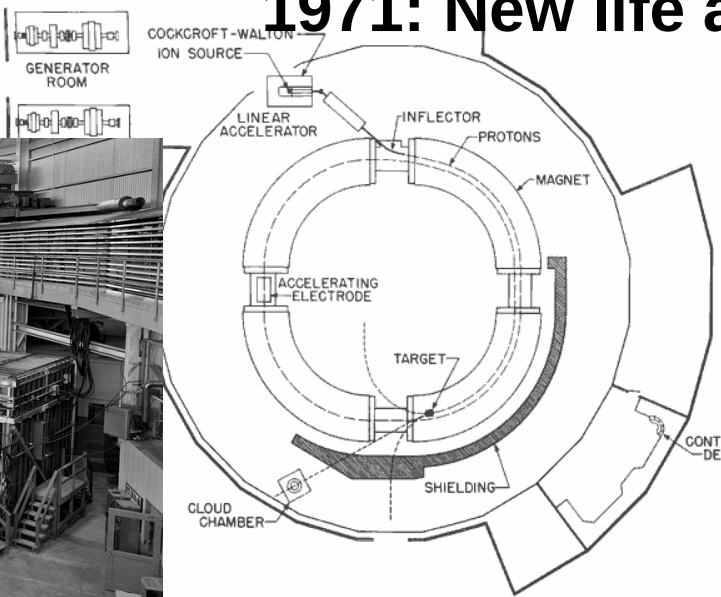 1971: New life a
COCKCROFT-WALTON
ION SOURCE
GENERATOR
ROOM
LINEAR
ACCELERATOR
INFLECTOR
PROTONS
MAGNET
ACCELERATING
ELECTRODE
TARGET
CONT
DE
SHIELDING
CLOUD
CHAMBER